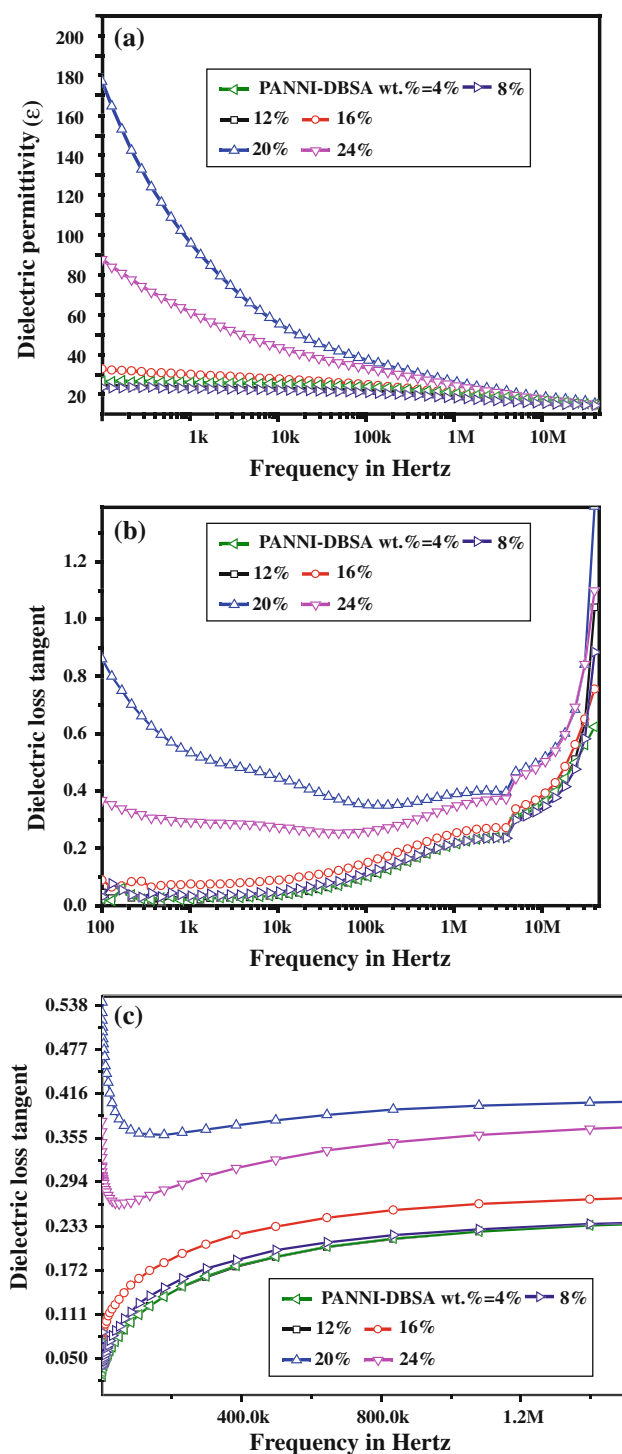 (a)
Dielectric permittivity (ε)
200
180
160
140
120
100
80
60
40
20
PANNI-DBSA wt.%=4% 8%
12% 16%
20% 24%
1k 10k 100k 1M 10M
Frequency in Hertz
(b)
Dielectric loss tangent
1.2
1.0
0.8
0.6
0.4
0.2
0.0
PANNI-DBSA wt.%=4% 8%
12% 16%
20% 24%
100 1k 10k 100k 1M 10M
Frequency in Hertz
(c)
Dielectric loss tangent
0.538
0.477
0.416
0.355
0.294
0.233
0.172
0.111
0.050
PANNI-DBSA wt.%=4% 8%
12% 16%
20% 24%
400.0k 800.0k 1.2M
Frequency in Hertz